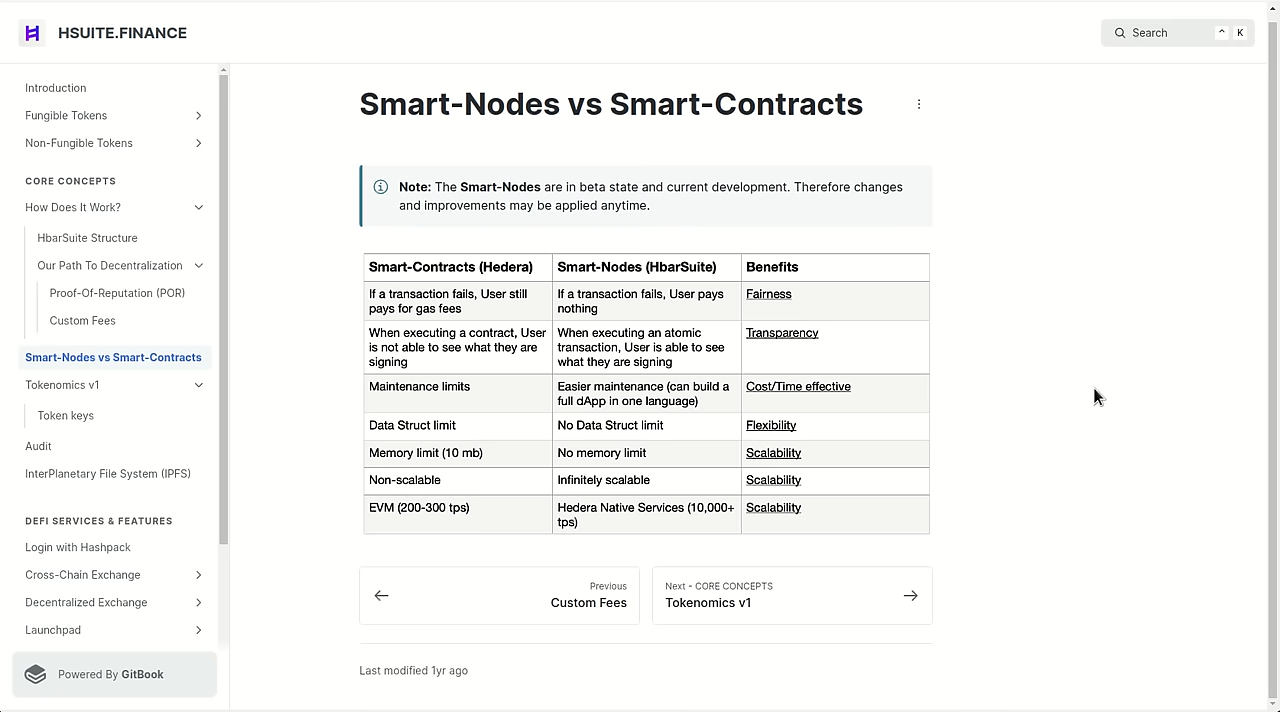 HSUITE.FINANCE
Search
^ K
Introduction
Fungible Tokens
Non-Fungible Tokens
CORE CONCEPTS
How Does It Work?
HbarSuite Structure
Our Path To Decentralization
Proof-Of-Reputation (POR)
Custom Fees
Smart-Nodes vs Smart-Contracts
Tokenomics v1
Token keys
Audit
InterPlanetary File System (IPFS)
DEFI SERVICES & FEATURES
Login with Hashpack
Cross-Chain Exchange
Decentralized Exchange
Launchpad
Powered By GitBook
Smart-Nodes vs Smart-Contracts
Note: The Smart-Nodes are in beta state and current development. Therefore changes
and improvements may be applied anytime.
Smart-Contracts (Hedera) Smart-Nodes (HbarSuite) Benefits
If a transaction fails, User still
pays for gas fees
If a transaction fails, User pays
nothing
Fairness
When executing a contract, User
is not able to see what they are
signing
When executing an atomic
transaction, User is able to see
what they are signing
Transparency
Maintenance limits
Easier maintenance (can build a
full dApp in one language)
Cost/Time effective
Data Struct limit No Data Struct limit Flexibility
Memory limit (10 mb) No memory limit Scalability
Non-scalable Infinitely scalable Scalability
EVM (200-300 tps)
Hedera Native Services (10,000+
tps)
Scalability
Previous
Custom Fees
Next - CORE CONCEPTS
Tokenomics v1
Last modified 1yr ago